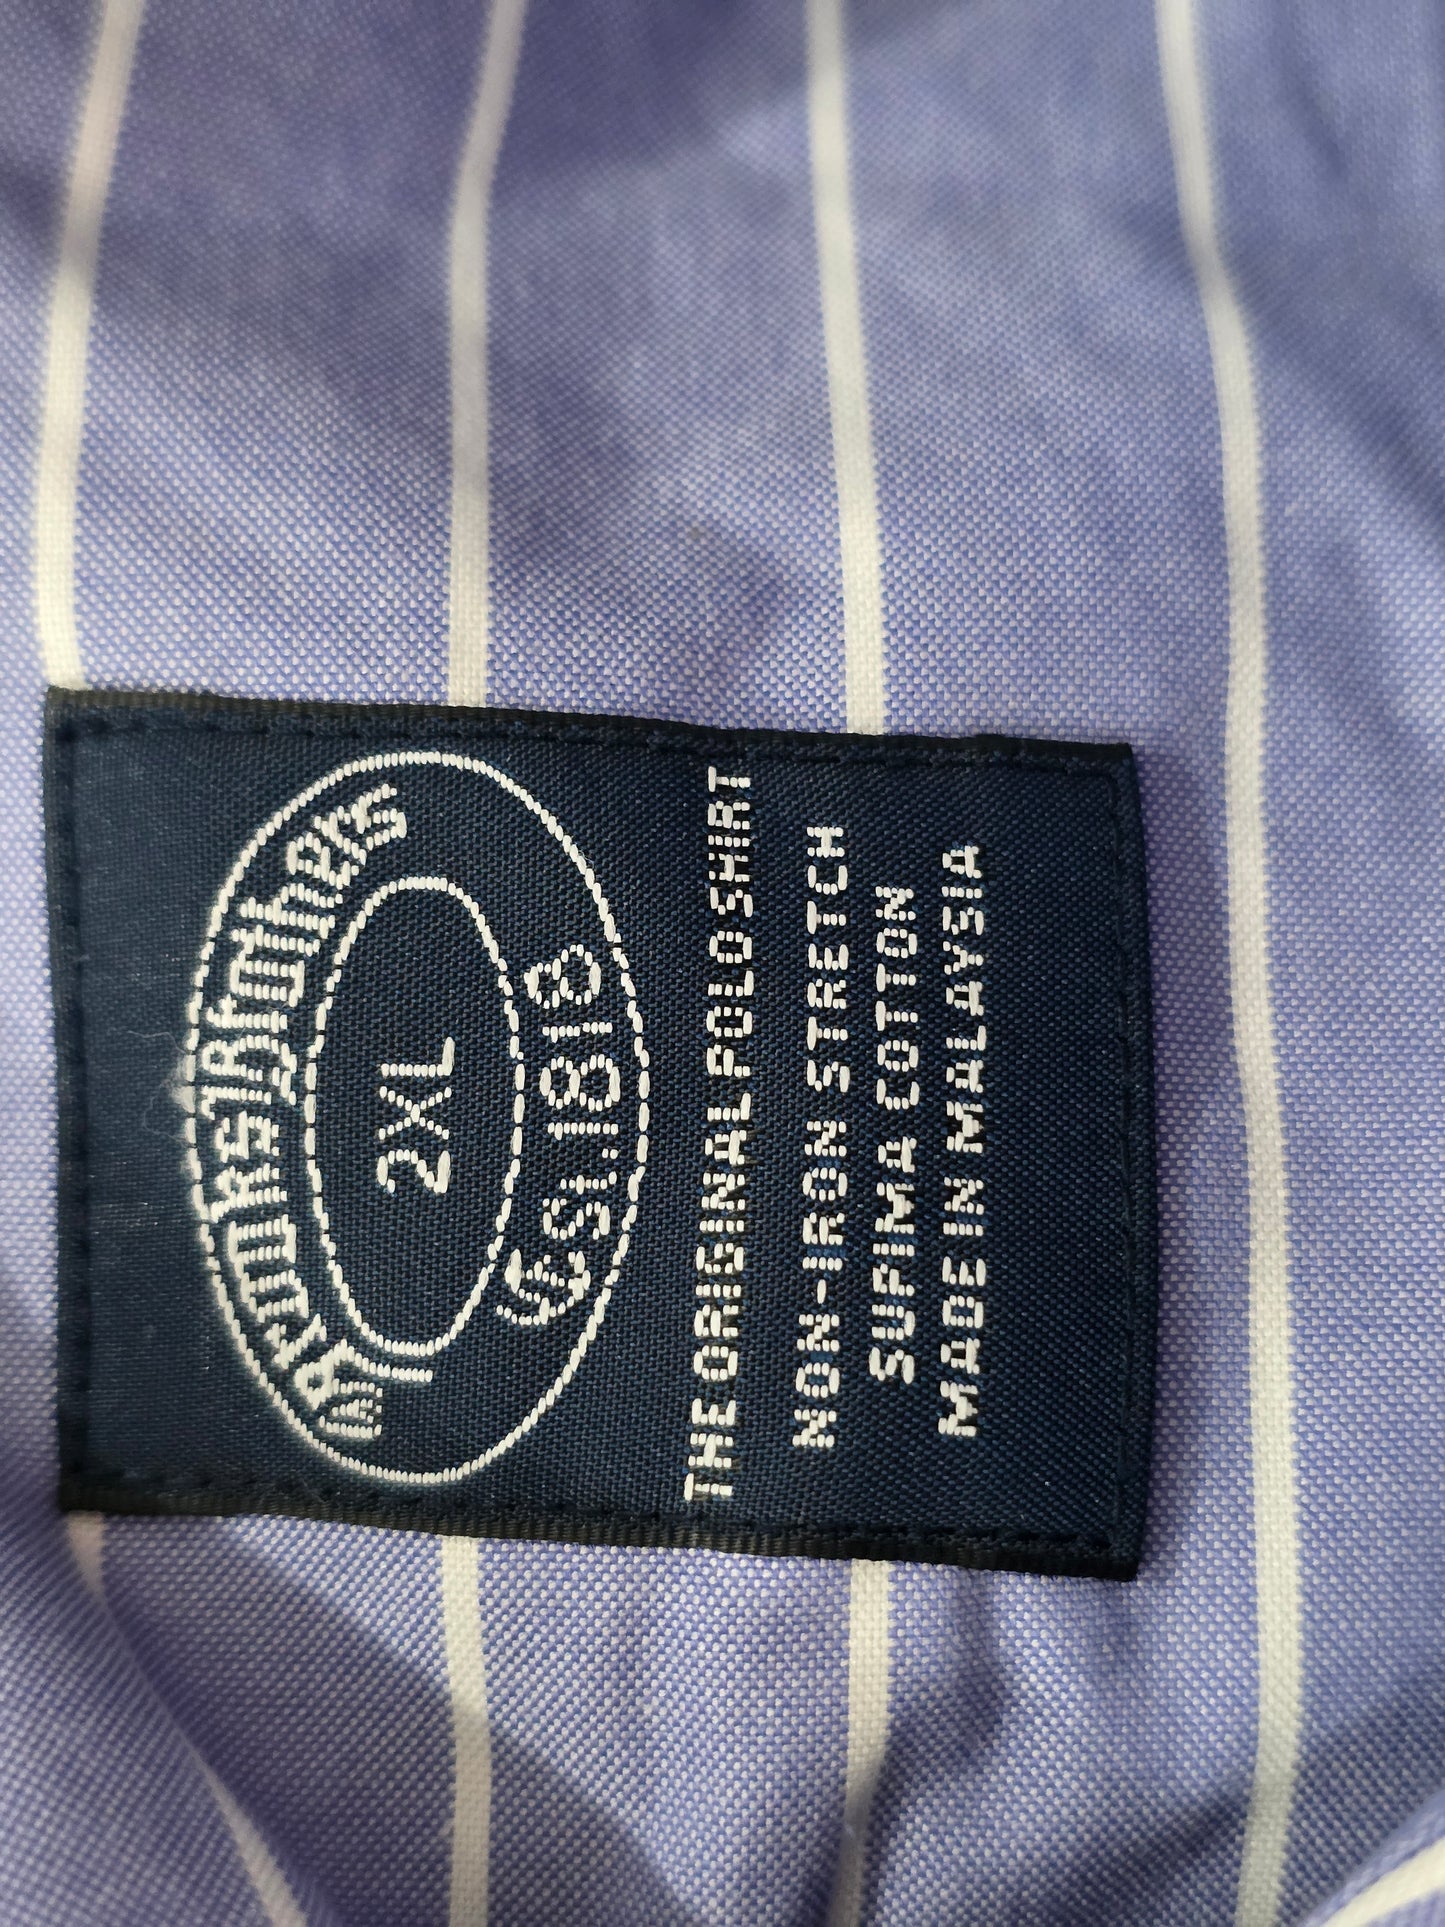 Brooks Brothers
2XL
Est.1818
THE ORIGINAL POLO SHIRT
NON-IRON STRETCH
SUPIMA COTTON
MADE IN MALAYSIA